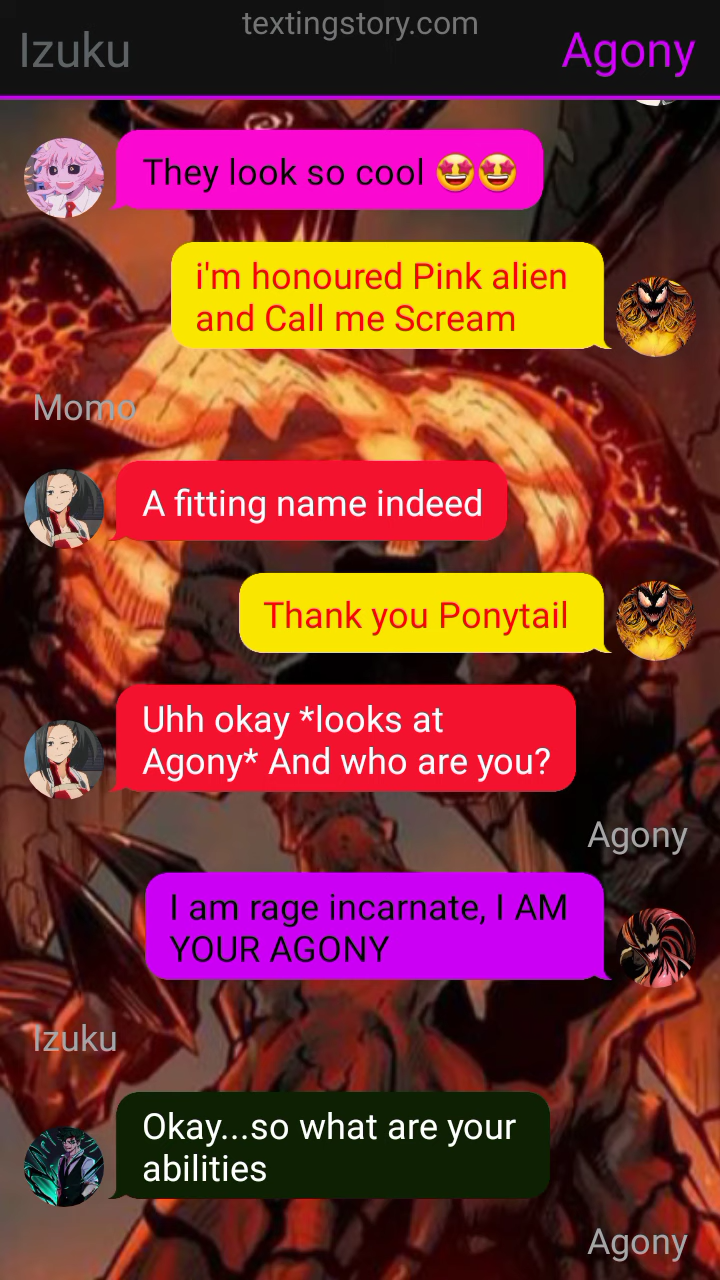 textingstory.com
Izuku
Agony
They look so cool 🤩🤩
i'm honoured Pink alien
and Call me Scream
Momo
A fitting name indeed
Thank you Ponytail
Uhh okay *looks at
Agony* And who are you?
Agony
I am rage incarnate, I AM
YOUR AGONY
Izuku
Okay...so what are your
abilities
Agony